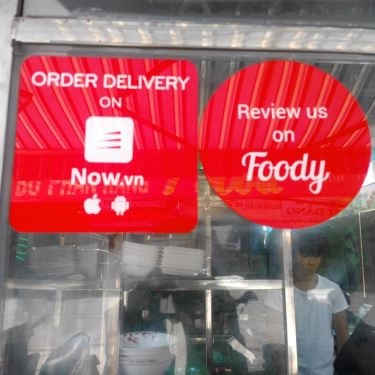 ORDER DELIVERY
ON
Now.vn
Review us
on
Foody